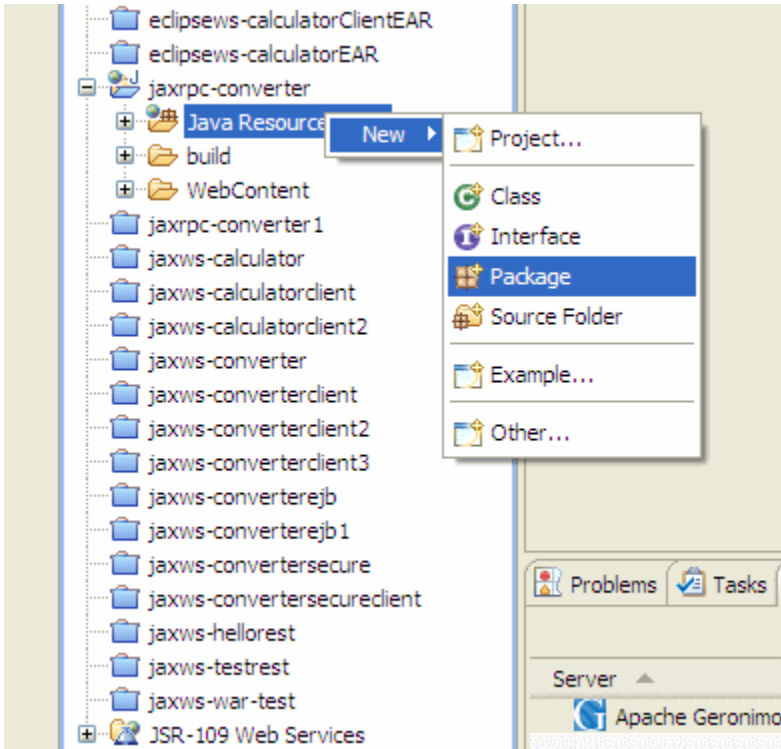 eclipsews-calculatorClientEAR
eclipsews-calculatorEAR
jaxrpc-converter
Java Resource
build
WebContent
jaxrpc-converter1
jaxws-calculator
jaxws-calculatorclient
jaxws-calculatorclient2
jaxws-converter
jaxws-converterclient
jaxws-converterclient2
jaxws-converterclient3
jaxws-converterejb
jaxws-converterejb1
jaxws-convertersecure
jaxws-convertersecureclient
jaxws-hellorest
jaxws-testrest
jaxws-war-test
JSR-109 Web Services
New
Project...
Class
Interface
Package
Source Folder
Example...
Other...
Problems Tasks
Server
Apache Geronimo